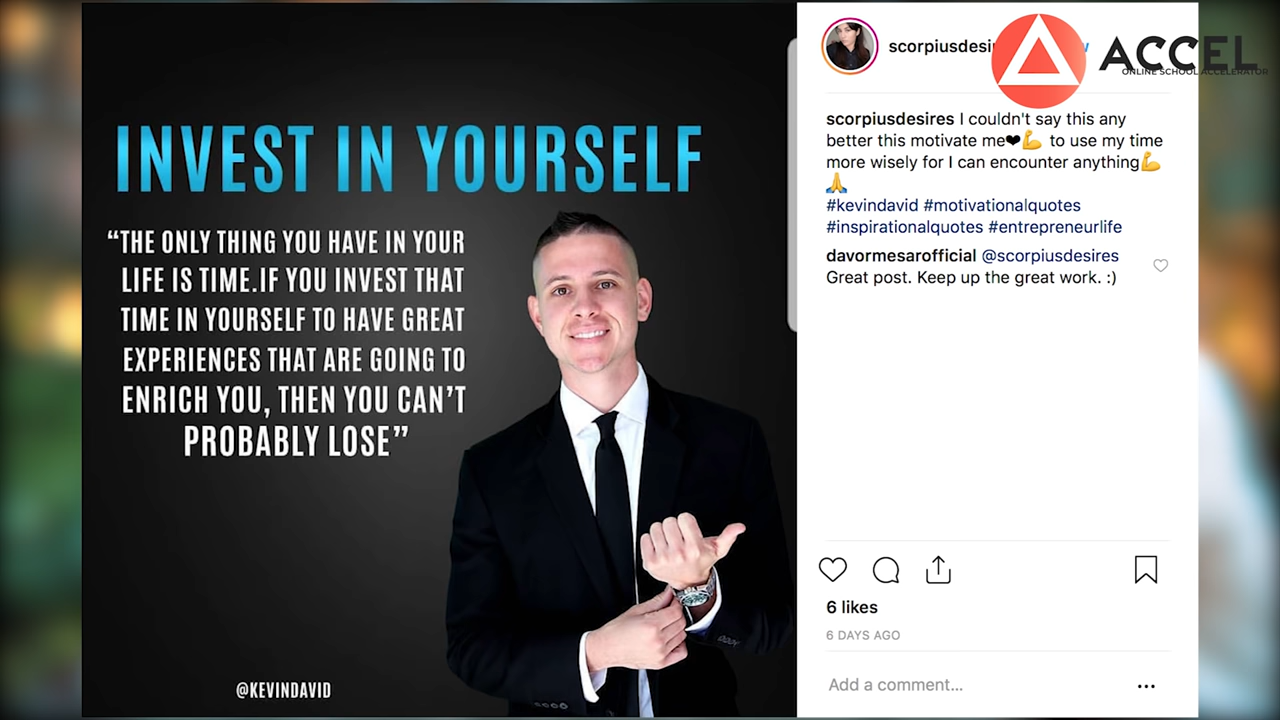 INVEST IN YOURSELF
“THE ONLY THING YOU HAVE IN YOUR
LIFE IS TIME.IF YOU INVEST THAT
TIME IN YOURSELF TO HAVE GREAT
EXPERIENCES THAT ARE GOING TO
ENRICH YOU, THEN YOU CAN’T
PROBABLY LOSE”
@KEVINDAVID
ACCEL
ONLINE SCHOOL ACCELERATOR
scorpiusdesires I couldn't say this any
better this motivate me❤💪 to use my time
more wisely for I can encounter anything💪
🙏
#kevindavid #motivationalquotes
#inspirationalquotes #entrepreneurlife
davormesarofficial @scorpiusdesires
Great post. Keep up the great work. :)
6 likes
6 DAYS AGO
Add a comment...